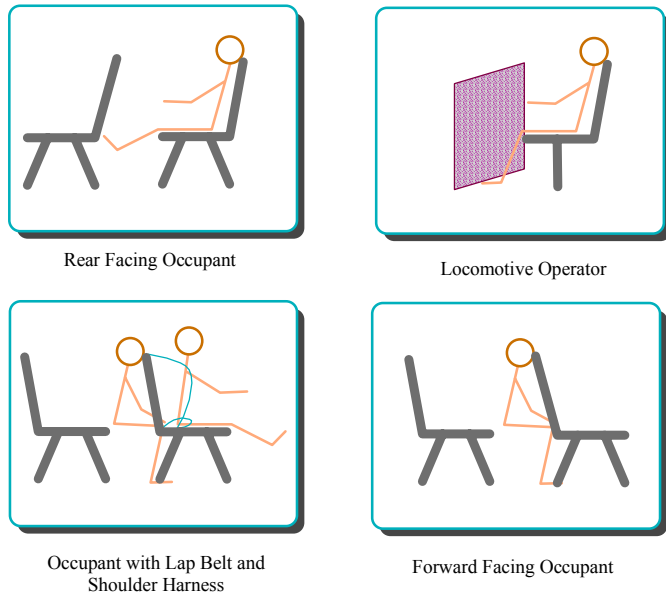 Rear Facing Occupant
Locomotive Operator
Occupant with Lap Belt and
Shoulder Harness
Forward Facing Occupant